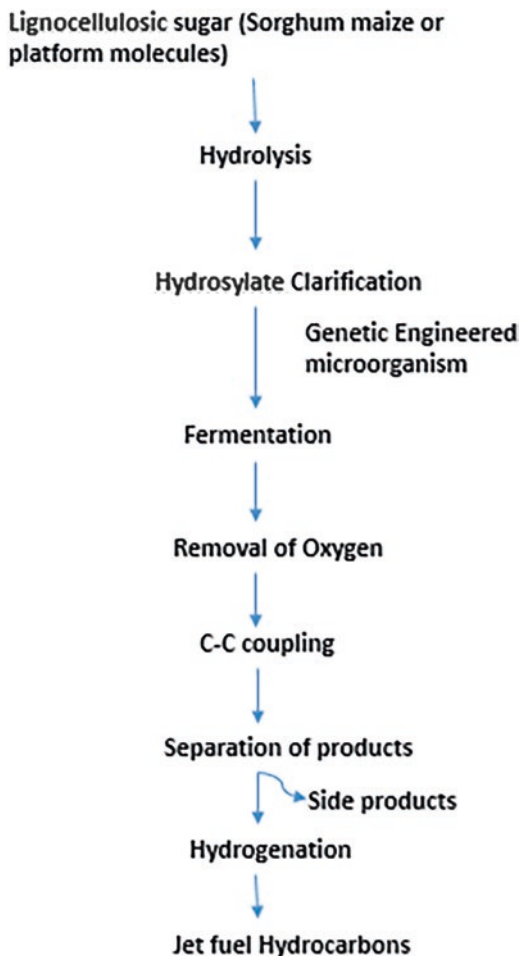 Lignocellulosic sugar (Sorghum maize or
platform molecules)
Hydrolysis
Hydrosylate Clarification
Genetic Engineered
microorganism
Fermentation
Removal of Oxygen
C-C coupling
Separation of products
Side products
Hydrogenation
Jet fuel Hydrocarbons